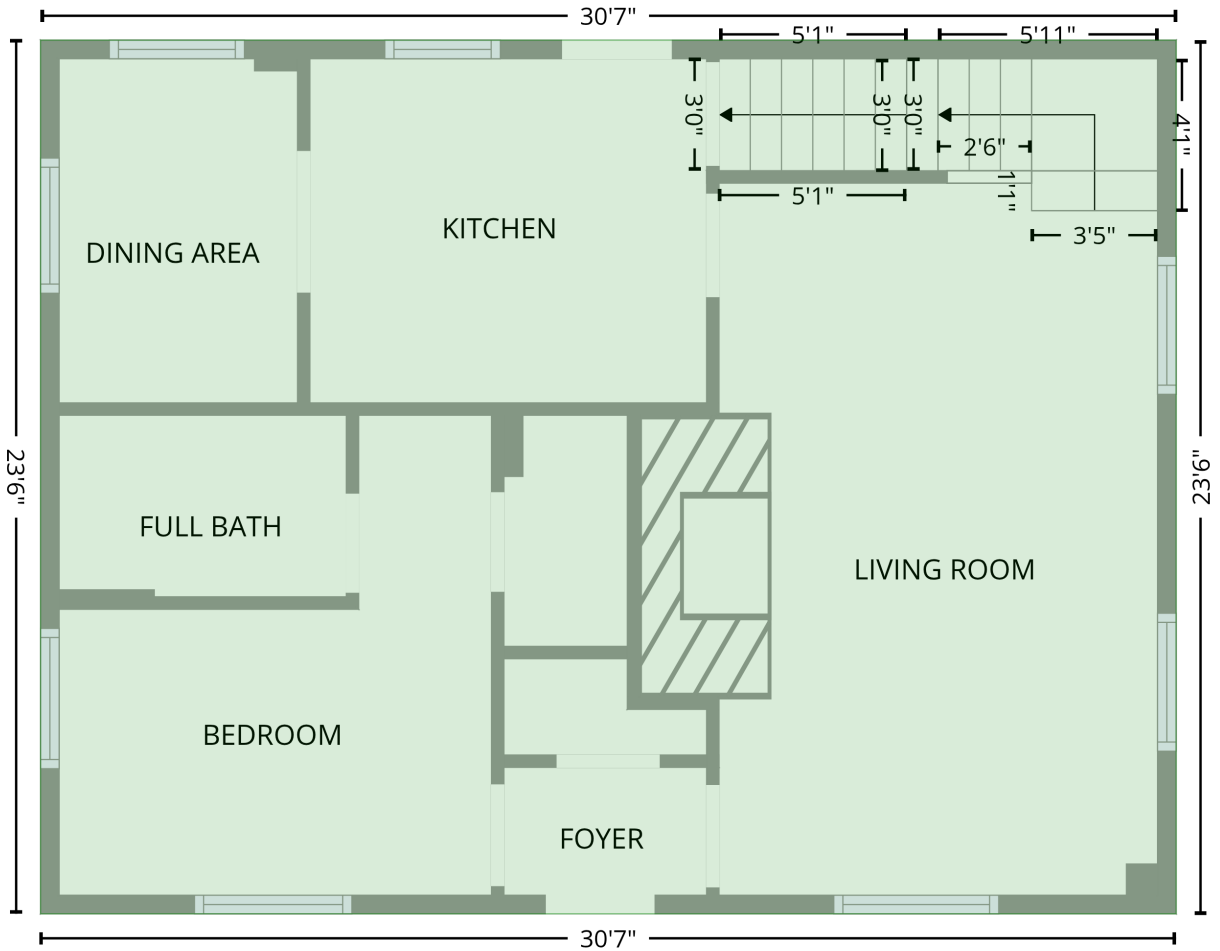 30'7"
5'1"
5'11"
3'0"
3'0"
3'0"
4'1"
2'6"
1'1"
5'1"
3'5"
KITCHEN
DINING AREA
23'6"
23'6"
FULL BATH
LIVING ROOM
BEDROOM
FOYER
30'7"